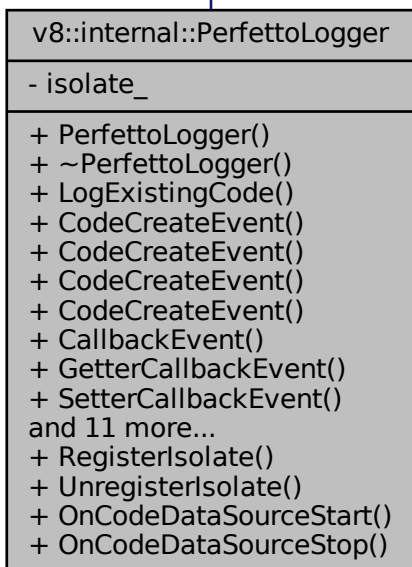 v8::internal::PerfettoLogger
- isolate_
+ PerfettoLogger()
+ ~PerfettoLogger()
+ LogExistingCode()
+ CodeCreateEvent()
+ CodeCreateEvent()
+ CodeCreateEvent()
+ CodeCreateEvent()
+ CallbackEvent()
+ GetterCallbackEvent()
+ SetterCallbackEvent()
and 11 more...
+ RegisterIsolate()
+ UnregisterIsolate()
+ OnCodeDataSourceStart()
+ OnCodeDataSourceStop()